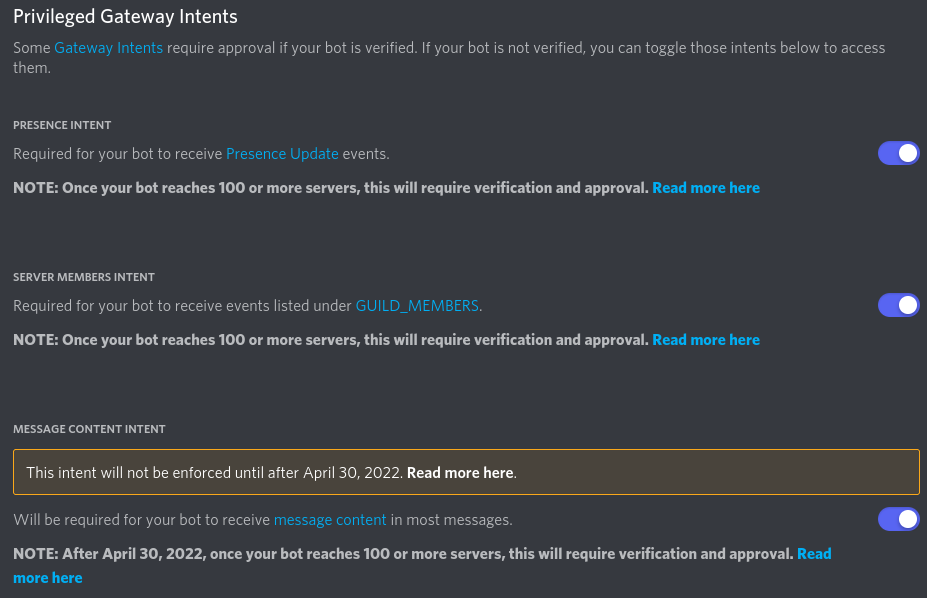 Privileged Gateway Intents
Some Gateway Intents require approval if your bot is verified. If your bot is not verified, you can toggle those intents below to access
them.
PRESENCE INTENT
Required for your bot to receive Presence Update events.
NOTE: Once your bot reaches 100 or more servers, this will require verification and approval. Read more here
SERVER MEMBERS INTENT
Required for your bot to receive events listed under GUILD_MEMBERS.
NOTE: Once your bot reaches 100 or more servers, this will require verification and approval. Read more here
MESSAGE CONTENT INTENT
This intent will not be enforced until after April 30, 2022. Read more here.
Will be required for your bot to receive message content in most messages.
NOTE: After April 30, 2022, once your bot reaches 100 or more servers, this will require verification and approval. Read
more here